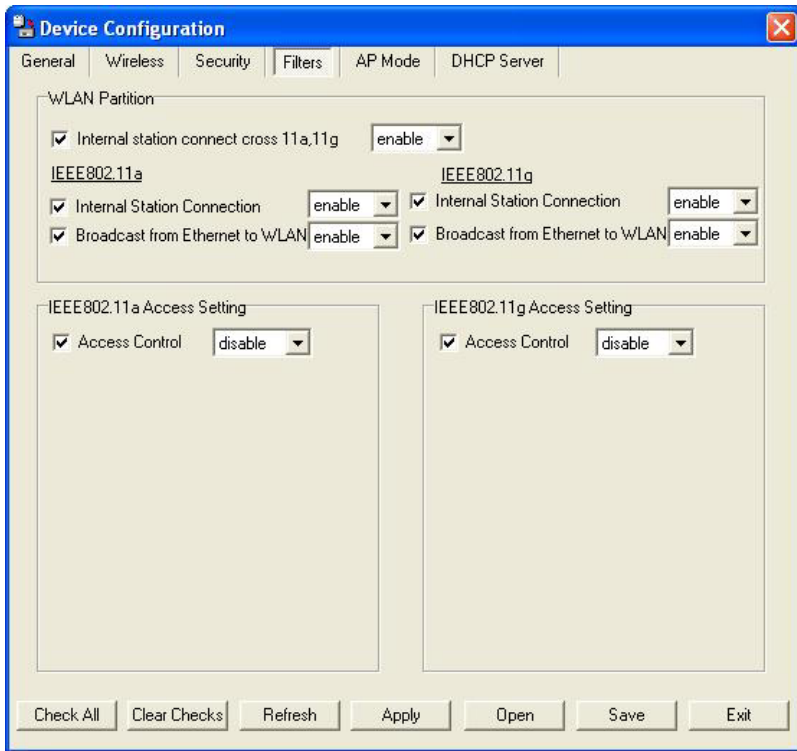 Device Configuration
General Wireless Security Filters AP Mode DHCP Server
WLAN Partition
Internal station connect cross 11a,11g enable
IEEE802.11a
Internal Station Connection enable
Broadcast from Ethernet to WLAN enable
IEEE802.11g
Internal Station Connection enable
Broadcast from Ethernet to WLAN enable
IEEE802.11a Access Setting
Access Control disable
IEEE802.11g Access Setting
Access Control disable
Check All Clear Checks Refresh Apply Open Save Exit